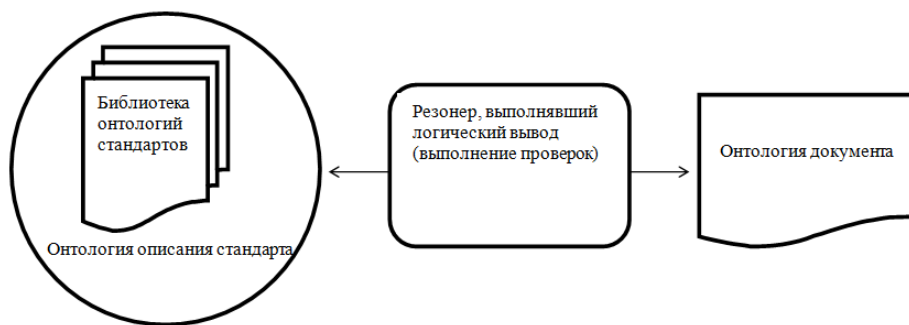 Библиотека
онтологий
стандартов
Онтология описания стандарта
Резонер, выполнявший
логический вывод
(выполнение проверок)
Онтология документа